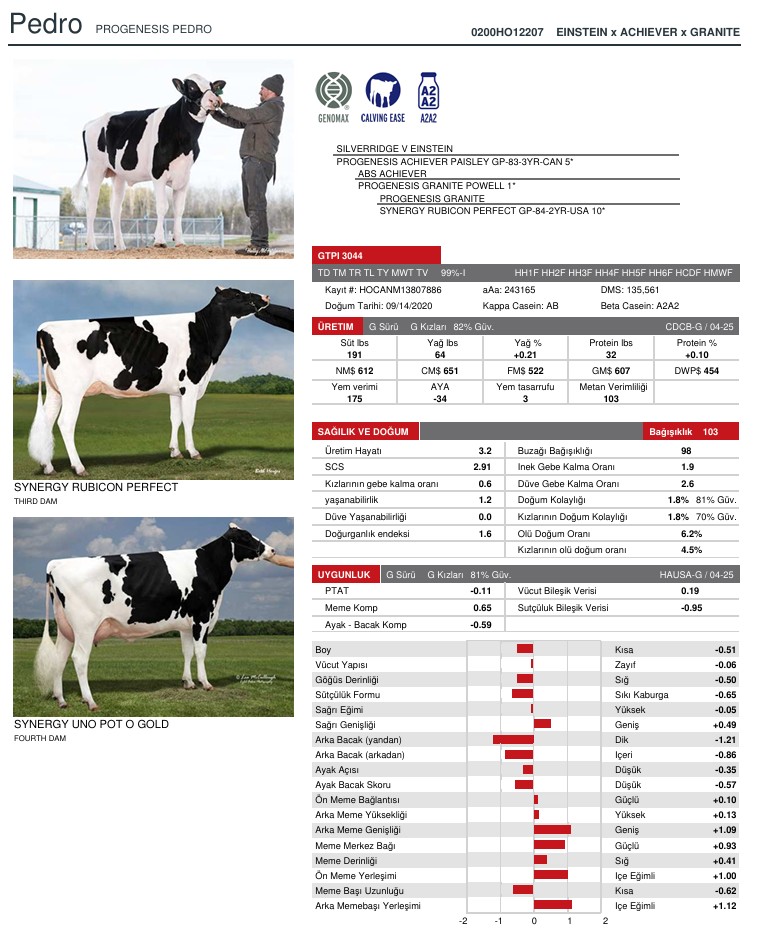 Pedro PROGENESIS PEDRO 0200HO12207 EINSTEIN x ACHIEVER x GRANITE
GENOMAX CALVING EASE A2 A2 A2A2
SILVERRIDGE V EINSTEIN
PROGENESIS ACHIEVER PAISLEY GP-83-3YR-CAN 5*
ABS ACHIEVER
PROGENESIS GRANITE POWELL 1*
PROGENESIS GRANITE
SYNERGY RUBICON PERFECT GP-84-2YR-USA 10*
SYNERGY RUBICON PERFECT
THIRD DAM
SYNERGY UNO POT O GOLD
FOURTH DAM
GTPI 3044
TD TM TR TL TY MWT TV 99%-I HH1F HH2F HH3F HH4F HH5F HH6F HCDF HMWF
Kayıt #: HOCANM13807886 aAa: 243165 DMS: 135,561
Doğum Tarihi: 09/14/2020 Kappa Casein: AB Beta Casein: A2A2
ÜRETIM G Sürü G Kızları 82% Güv. CDCB-G / 04-25
Süt lbs Yağ lbs Yağ % Protein lbs Protein %
191 64 +0.21 32 +0.10
NM$ 612 CM$ 651 FM$ 522 GM$ 607 DWP$ 454
Yem verimi AYA Yem tasarrufu Metan Verimliliği
175 -34 3 103
SAĞILIK VE DOĞUM Bağışıklık 103
Üretim Hayatı 3.2 Buzağı Bağışıklığı 98
SCS 2.91 Inek Gebe Kalma Oranı 1.9
Kızlarının gebe kalma oranı 0.6 Düve Gebe Kalma Oranı 2.6
yaşanabilirlik 1.2 Doğum Kolaylığı 1.8% 81% Güv.
Düve Yaşanabilirliği 0.0 Kızlarının Doğum Kolaylığı 1.8% 70% Güv.
Doğurganlık endeksi 1.6 Olü Doğum Oranı 6.2%
Kızlarının olü doğum oranı 4.5%
UYGUNLUK G Sürü G Kızları 81% Güv. HAUSA-G / 04-25
PTAT -0.11 Vücut Bileşik Verisi 0.19
Meme Komp 0.65 Sutçüluk Bileşik Verisi -0.95
Ayak - Bacak Komp -0.59
Boy Kısa -0.51
Vücut Yapısı Zayıf -0.06
Göğüs Derinliği Sığ -0.50
Sütçülük Formu Sıkı Kaburga -0.65
Sağrı Eğimi Yüksek -0.05
Sağrı Genişliği Geniş +0.49
Arka Bacak (yandan) Dik -1.21
Arka Bacak (arkadan) Içeri -0.86
Ayak Açısı Düşük -0.35
Ayak Bacak Skoru Düşük -0.57
Ön Meme Bağlantısı Güçlü +0.10
Arka Meme Yüksekliği Yüksek +0.13
Arka Meme Genişliği Geniş +1.09
Meme Merkez Bağı Güçlü +0.93
Meme Derinliği Sığ +0.41
Ön Meme Yerleşimi Içe Eğimli +1.00
Meme Başı Uzunluğu Kısa -0.62
Arka Memebaşı Yerleşimi Içe Eğimli +1.12
-2 -1 0 1 2